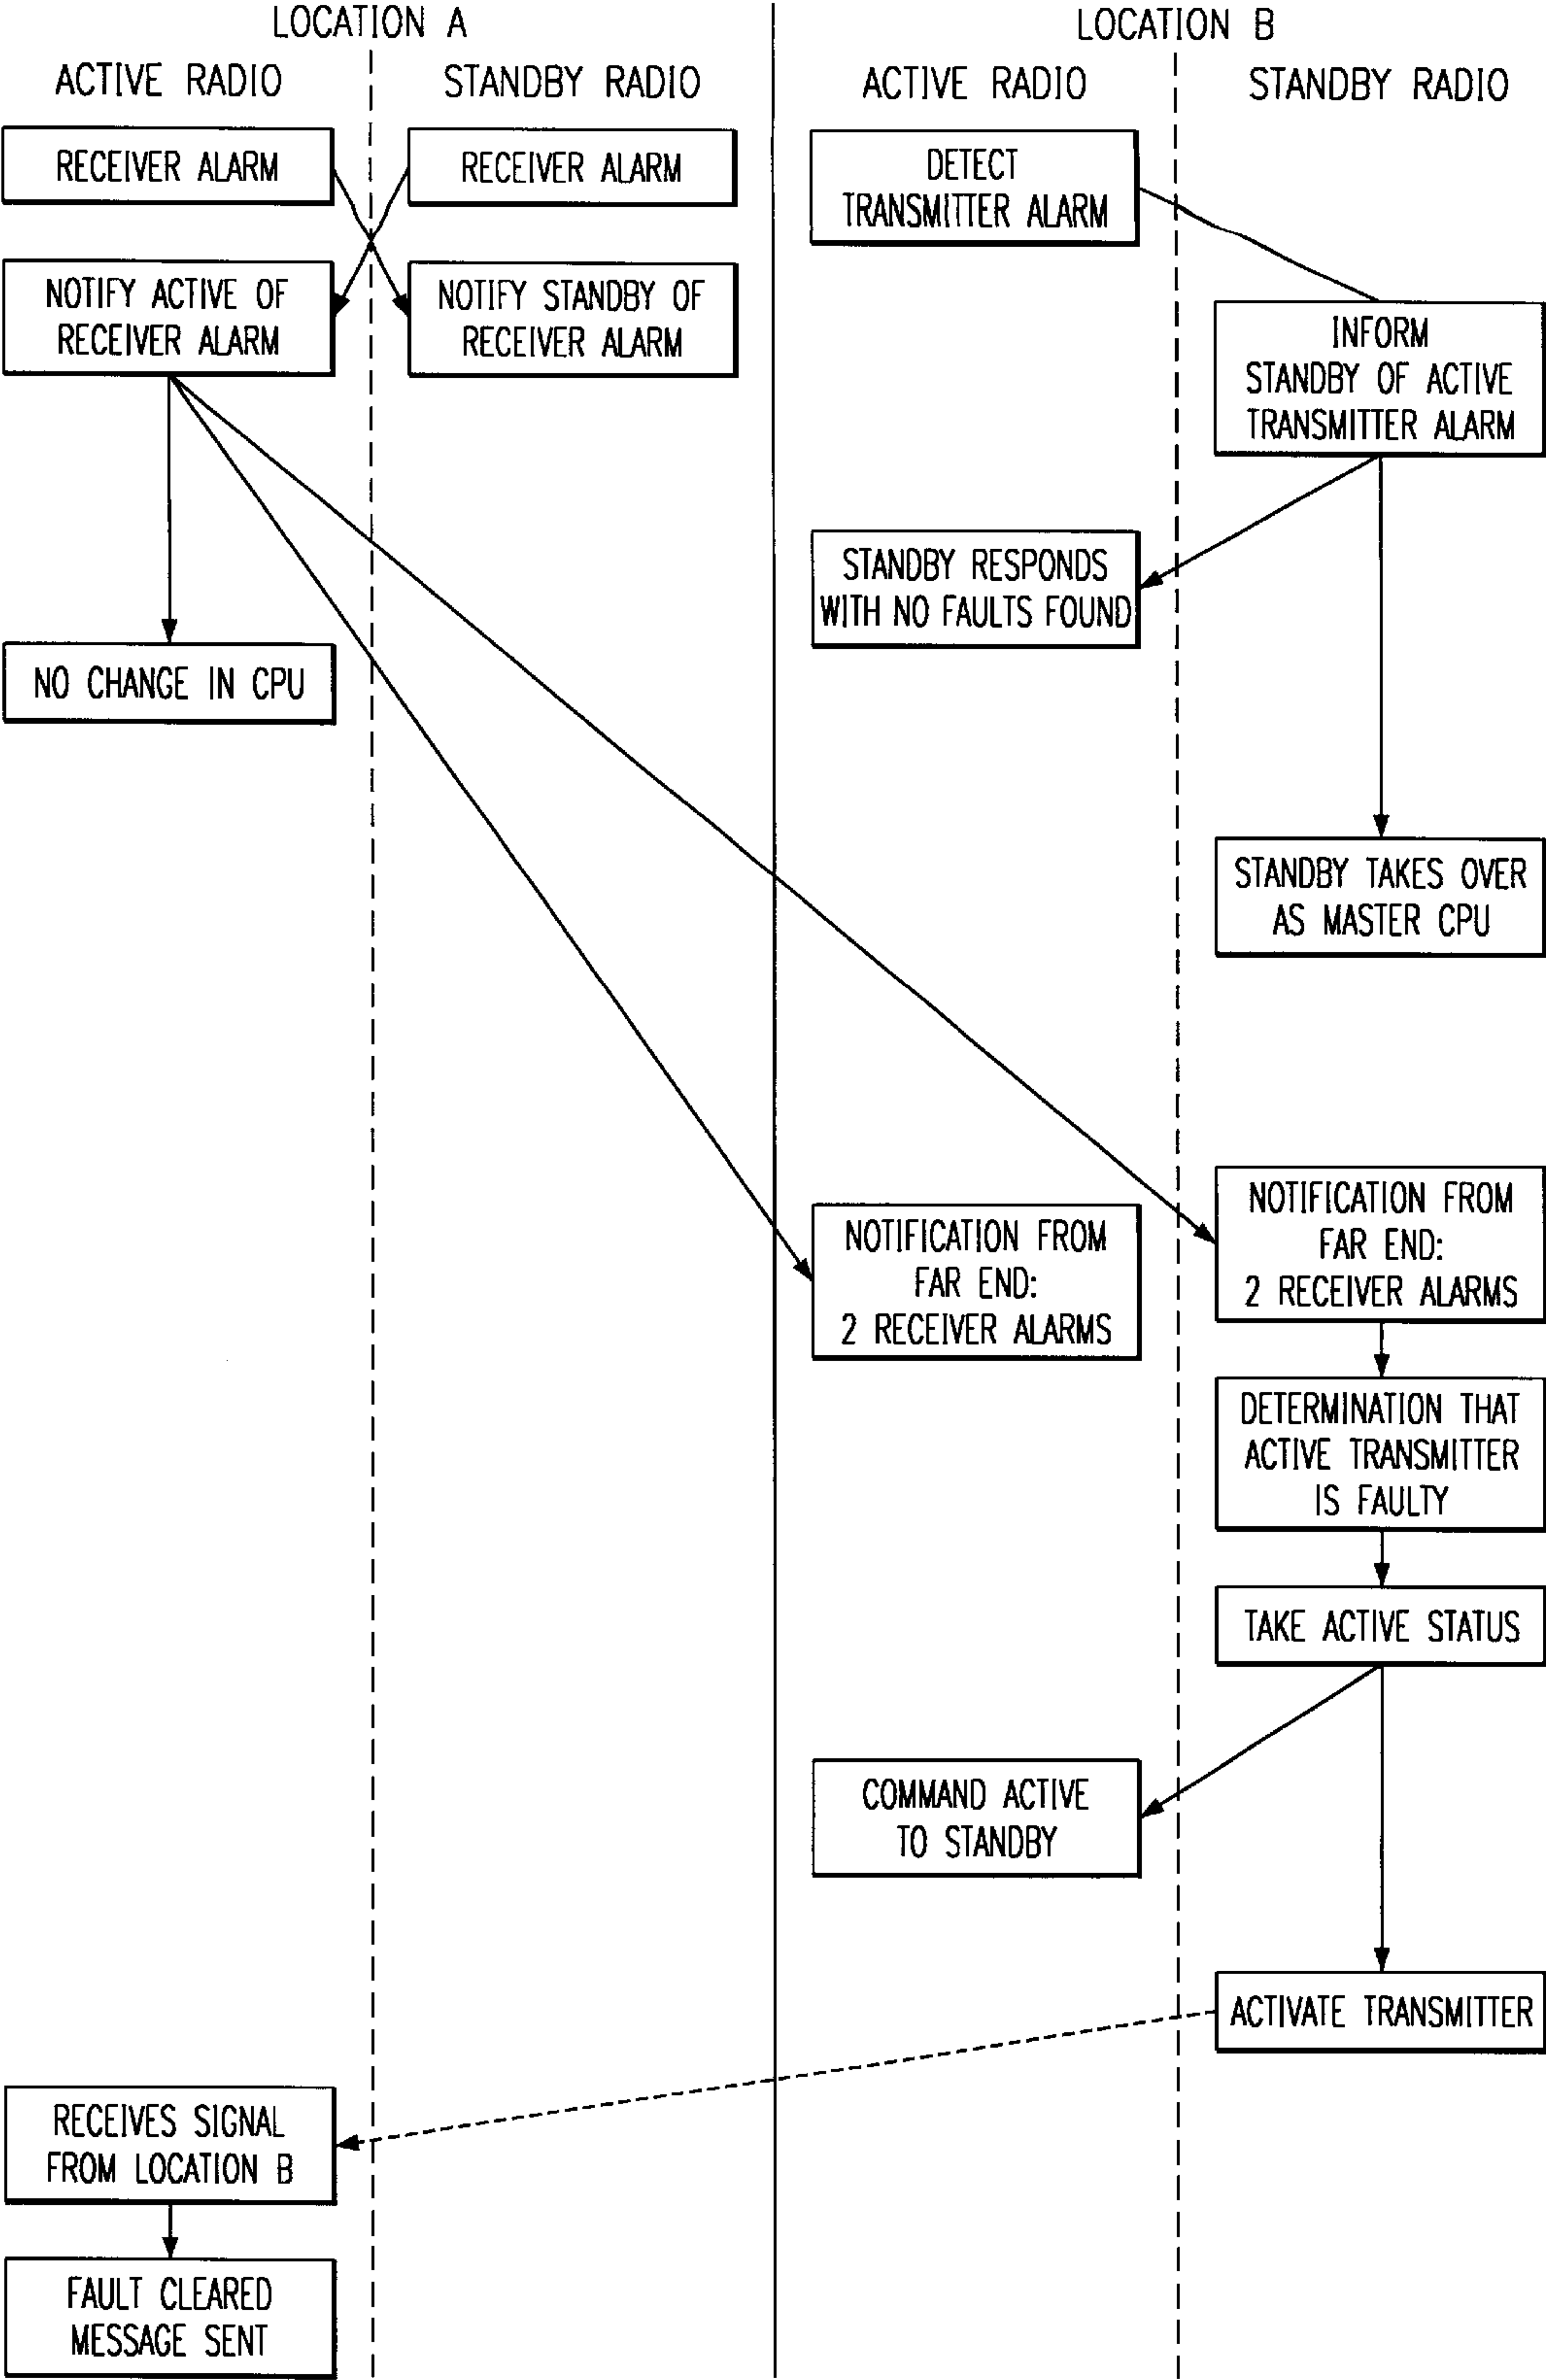 LOCATION A
LOCATION B
ACTIVE RADIO
STANDBY RADIO
ACTIVE RADIO
STANDBY RADIO
RECEIVER ALARM
RECEIVER ALARM
DETECT
TRANSMITTER ALARM
NOTIFY ACTIVE OF
RECEIVER ALARM
NOTIFY STANDBY OF
RECEIVER ALARM
INFORM
STANDBY OF ACTIVE
TRANSMITTER ALARM
STANDBY RESPONDS
WITH NO FAULTS FOUND
NO CHANGE IN CPU
STANDBY TAKES OVER
AS MASTER CPU
NOTIFICATION FROM
FAR END:
2 RECEIVER ALARMS
NOTIFICATION FROM
FAR END:
2 RECEIVER ALARMS
DETERMINATION THAT
ACTIVE TRANSMITTER
IS FAULTY
TAKE ACTIVE STATUS
COMMAND ACTIVE
TO STANDBY
ACTIVATE TRANSMITTER
RECEIVES SIGNAL
FROM LOCATION B
FAULT CLEARED
MESSAGE SENT